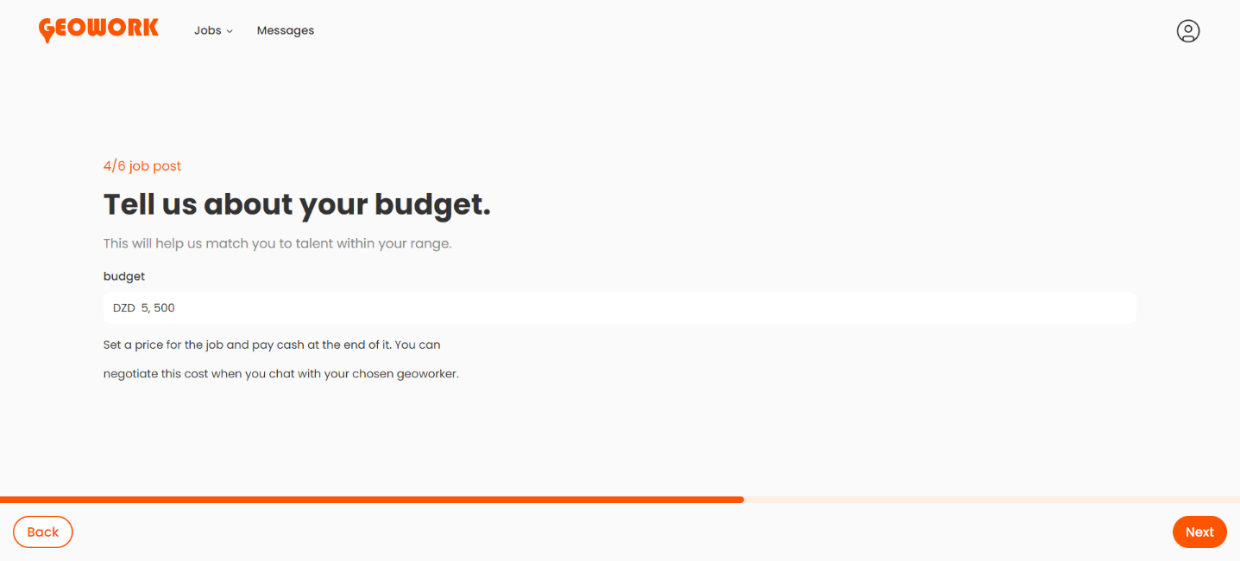 GEOWORK
Jobs
Messages
4/6 job post
Tell us about your budget.
This will help us match you to talent within your range.
budget
DZD 5, 500
Set a price for the job and pay cash at the end of it. You can
negotiate this cost when you chat with your chosen geoworker.
Back
Next